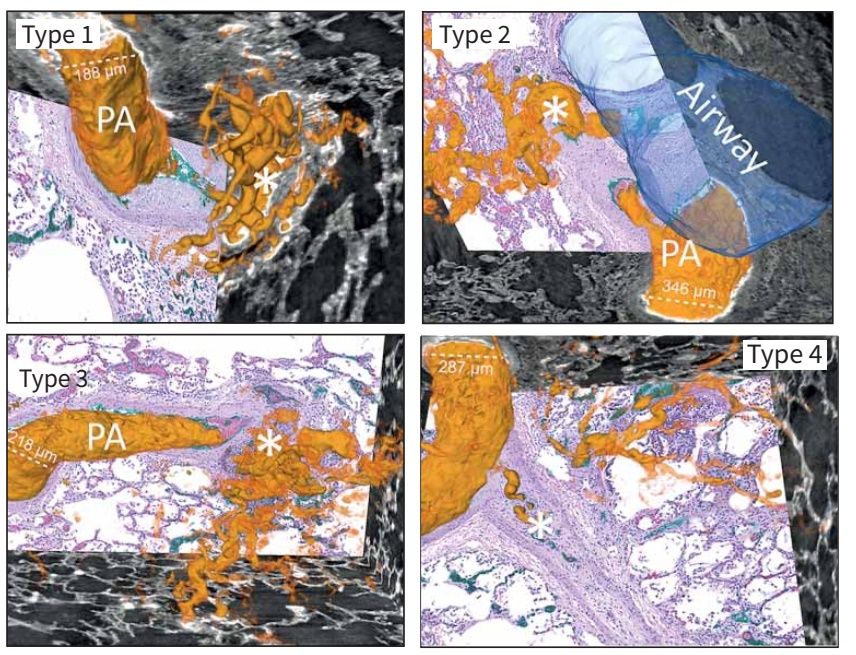 Type 1
188 µm
PA
*
Type 2
*
Airway
PA
346 µm
Type 3
PA
*
218 µm
Type 4
287 µm
*